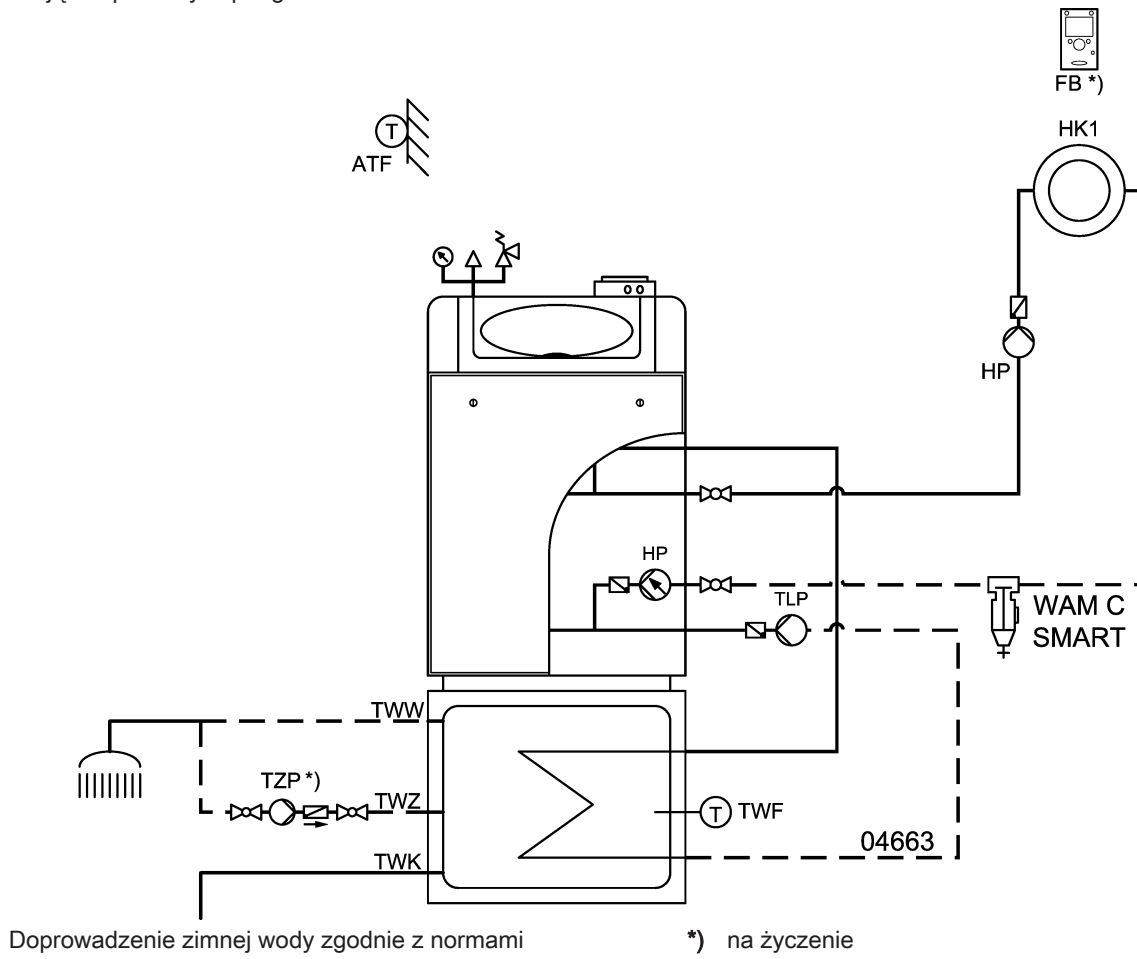 FB *)
HK1
T
ATF
HP
HP
TLP
WAM C
SMART
TWW
TZP *)
TWZ
T TWF
04663
TWK
Doprowadzenie zimnej wody zgodnie z normami
*) na życzenie